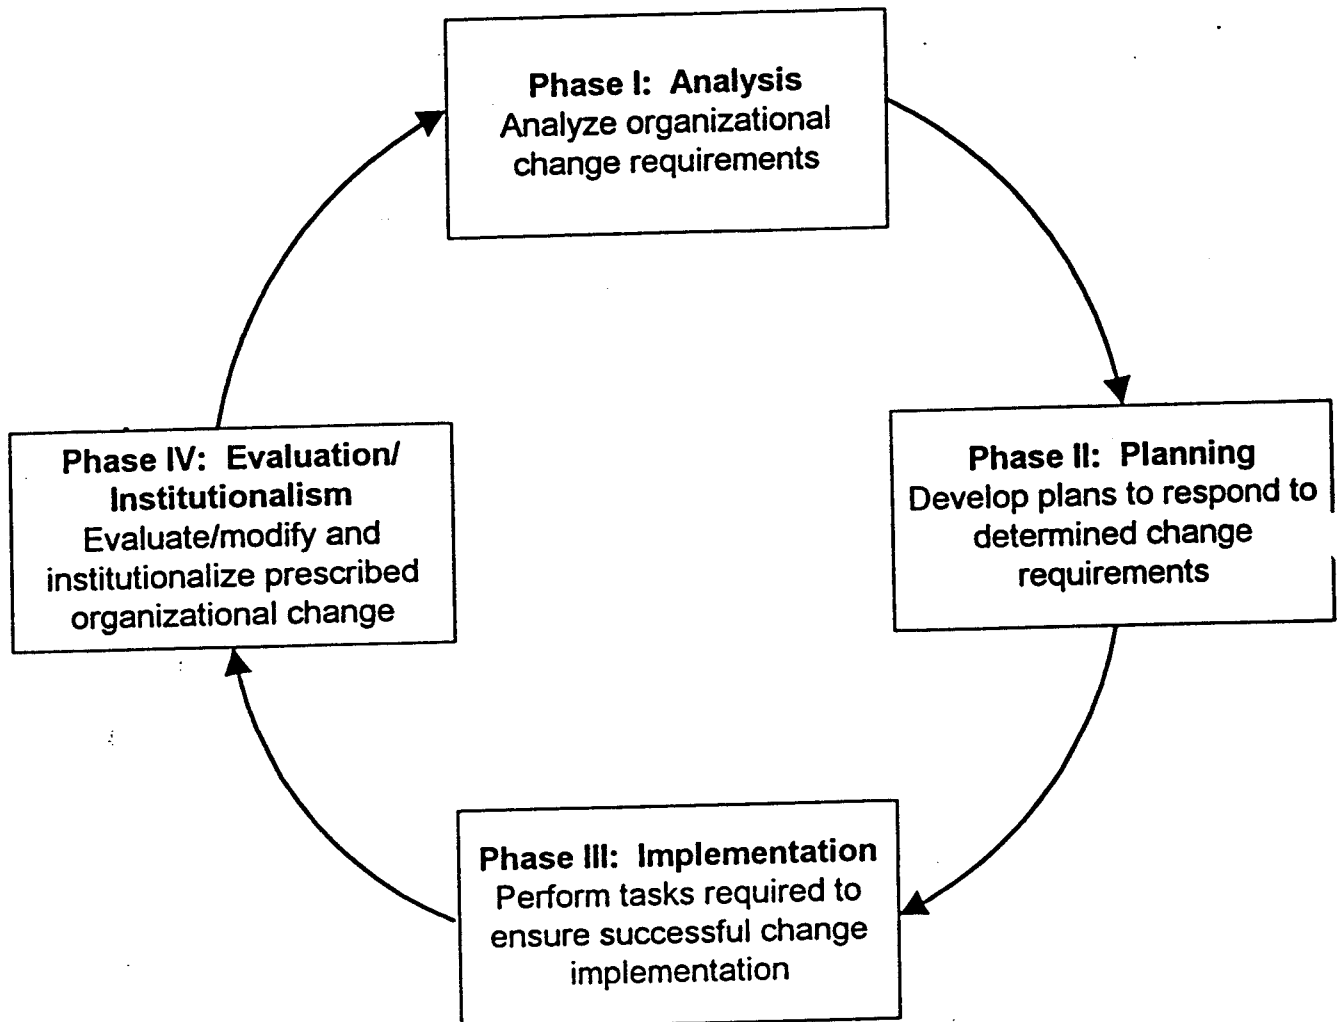 Phase I: Analysis
Analyze organizational
change requirements
Phase II: Planning
Develop plans to respond to
determined change
requirements
Phase III: Implementation
Perform tasks required to
ensure successful change
implementation
Phase IV: Evaluation/
Institutionalism
Evaluate/modify and
institutionalize prescribed
organizational change